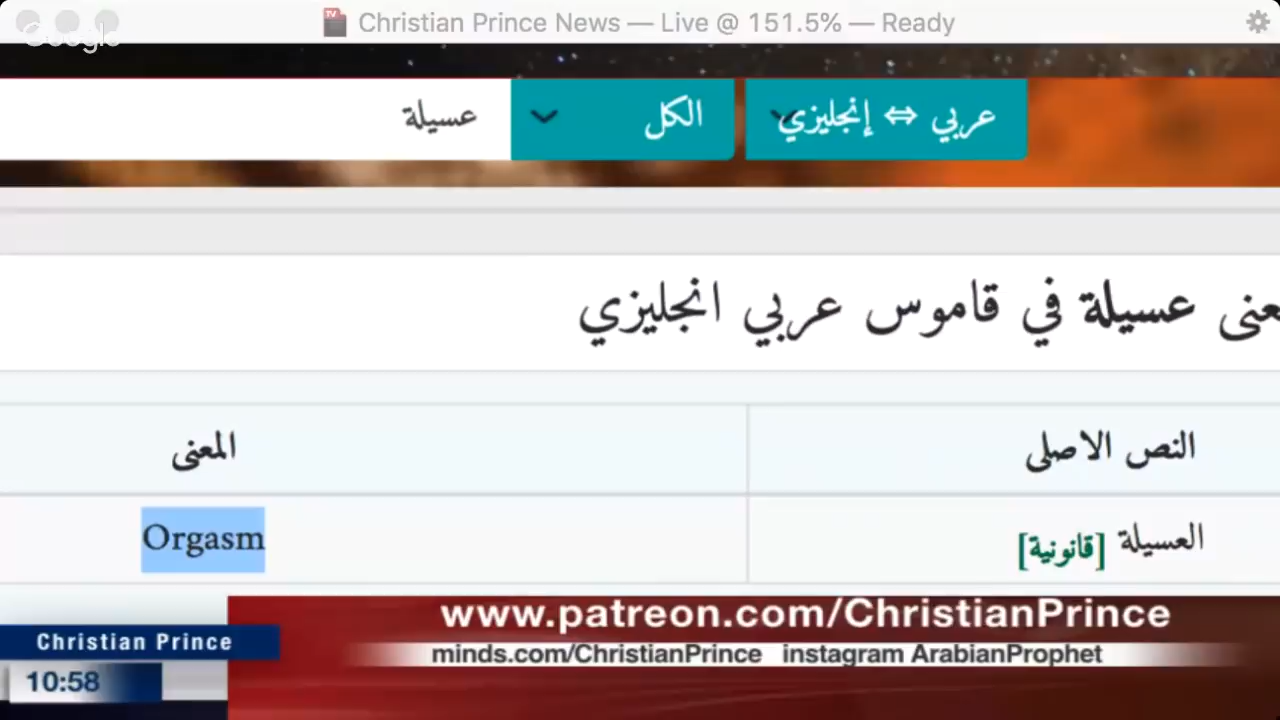 Christian Prince News — Live @ 151.5% — Ready
Google
عربي ⇔ إنجليزي
الكل
عسيلة
عنى عسيلة في قاموس عربي انجليزي
النص الاصلى
المعنى
العسيلة [قانونية]
Orgasm
www.patreon.com/ChristianPrince
Christian Prince
minds.com/ChristianPrince instagram ArabianProphet
10:58